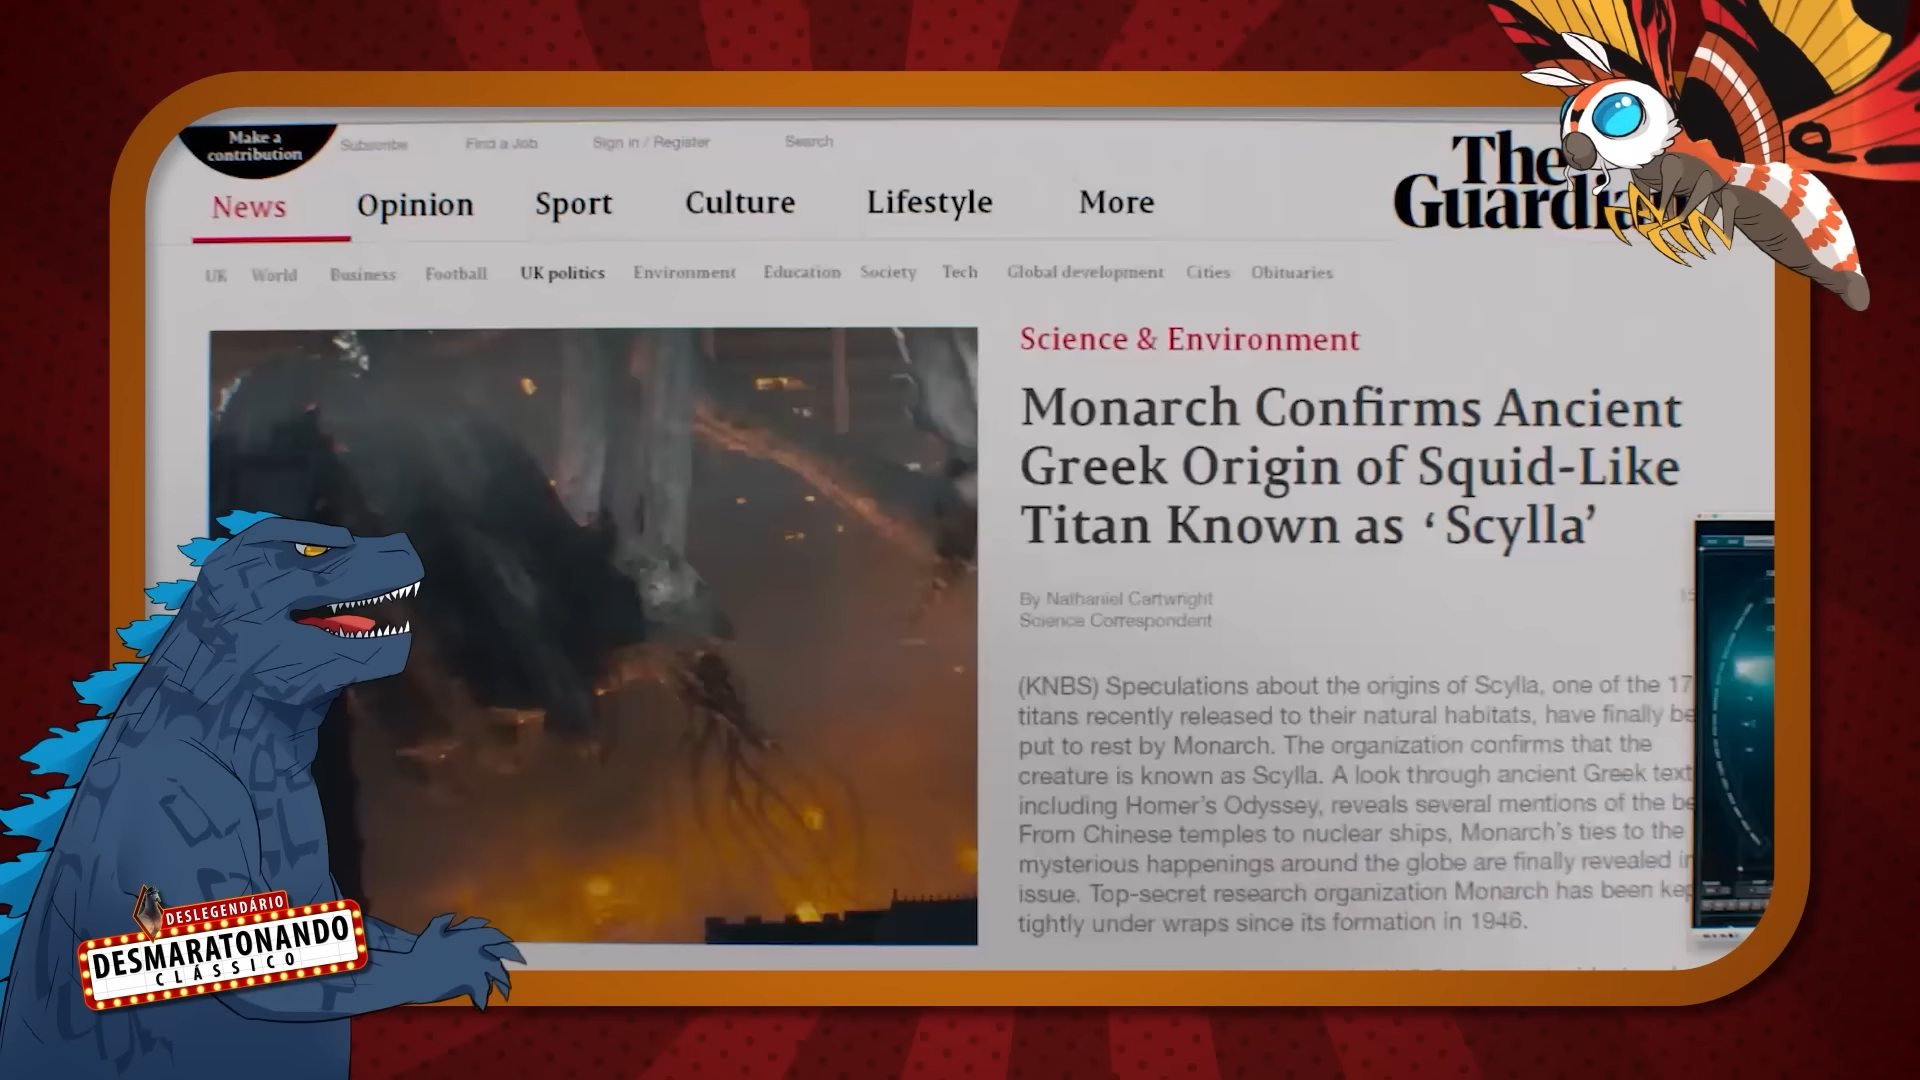 Make a
contribution
Subscribe Find a Job Sign in / Register Search
The
Guardian
News Opinion Sport Culture Lifestyle More
UK World Business Football UK politics Environment Education Society Tech Global development Cities Obituaries
Science & Environment
Monarch Confirms Ancient
Greek Origin of Squid-Like
Titan Known as ‘Scylla’
By Nathaniel Cartwright
Science Correspondent
(KNBS) Speculations about the origins of Scylla, one of the 17
titans recently released to their natural habitats, have finally be
put to rest by Monarch. The organization confirms that the
creature is known as Scylla. A look through ancient Greek text
including Homer's Odyssey, reveals several mentions of the be
From Chinese temples to nuclear ships, Monarch's ties to the
mysterious happenings around the globe are finally revealed in
issue. Top-secret research organization Monarch has been kep
tightly under wraps since its formation in 1946.
DESLEGENDÁRIO
DESMARATONANDO
CLÁSSICO